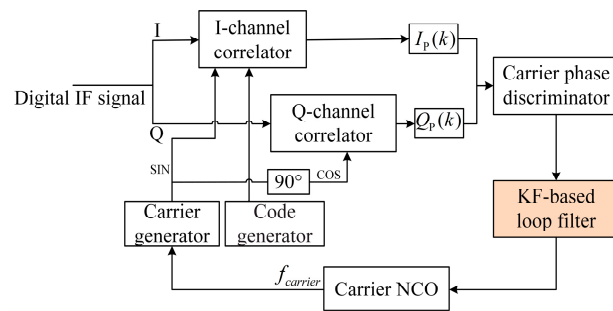 I
I-channel
correlator
I_P(k)
Carrier phase
discriminator
Digital IF signal
Q
Q-channel
correlator
Q_P(k)
SIN
90°
COS
KF-based
loop filter
Carrier
generator
Code
generator
f_carrier
Carrier NCO